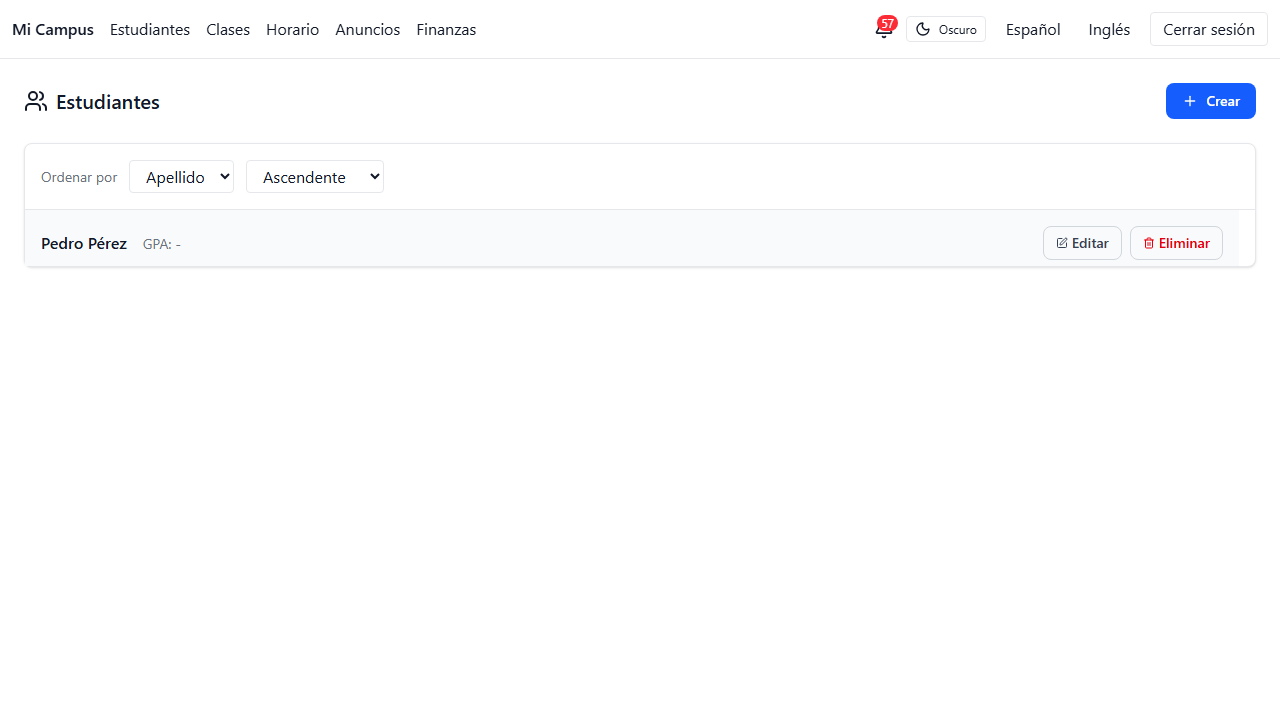 Mi Campus Estudiantes Clases Horario Anuncios Finanzas 57 Oscuro Español Inglés Cerrar sesión
Estudiantes Crear
Ordenar por Apellido Ascendente
Pedro Pérez GPA: - Editar Eliminar